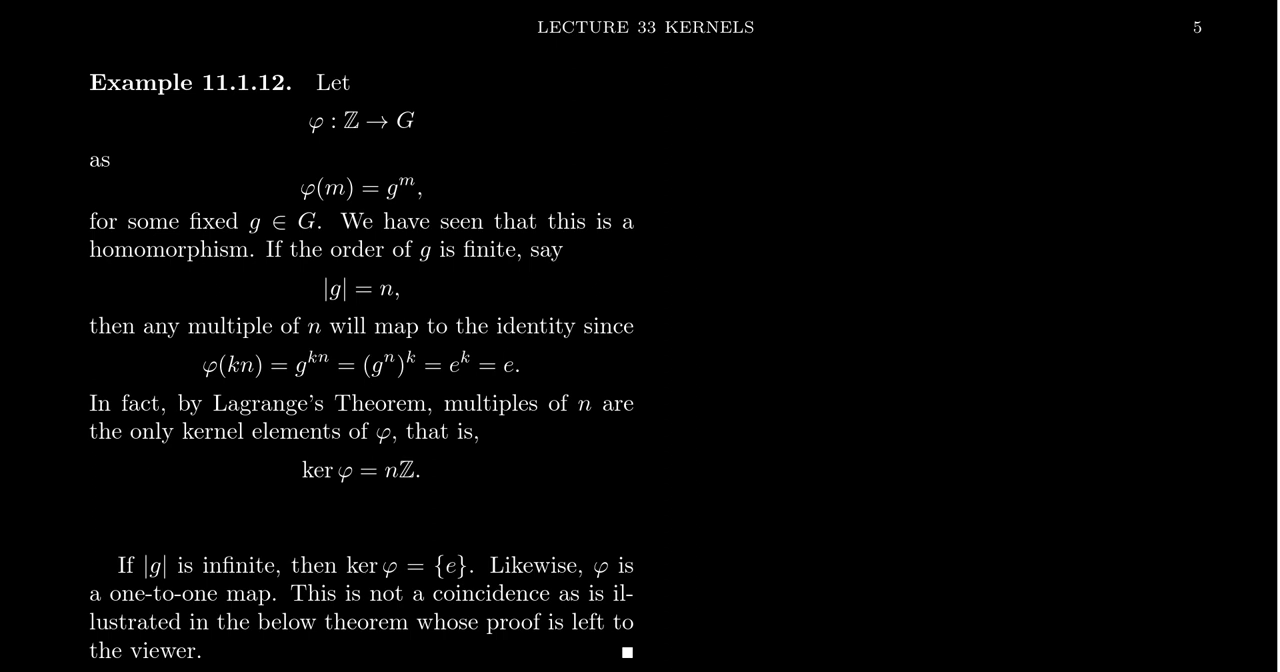 LECTURE 33 KERNELS 5
Example 11.1.12. Let
φ : ℤ → G
as
φ(m) = gᵐ,
for some fixed g ∈ G. We have seen that this is a
homomorphism. If the order of g is finite, say
|g| = n,
then any multiple of n will map to the identity since
φ(kn) = gᵏⁿ = (gⁿ)ᵏ = eᵏ = e.
In fact, by Lagrange's Theorem, multiples of n are
the only kernel elements of φ, that is,
ker φ = nℤ.
If |g| is infinite, then ker φ = {e}. Likewise, φ is
a one-to-one map. This is not a coincidence as is il-
lustrated in the below theorem whose proof is left to
the viewer. ■